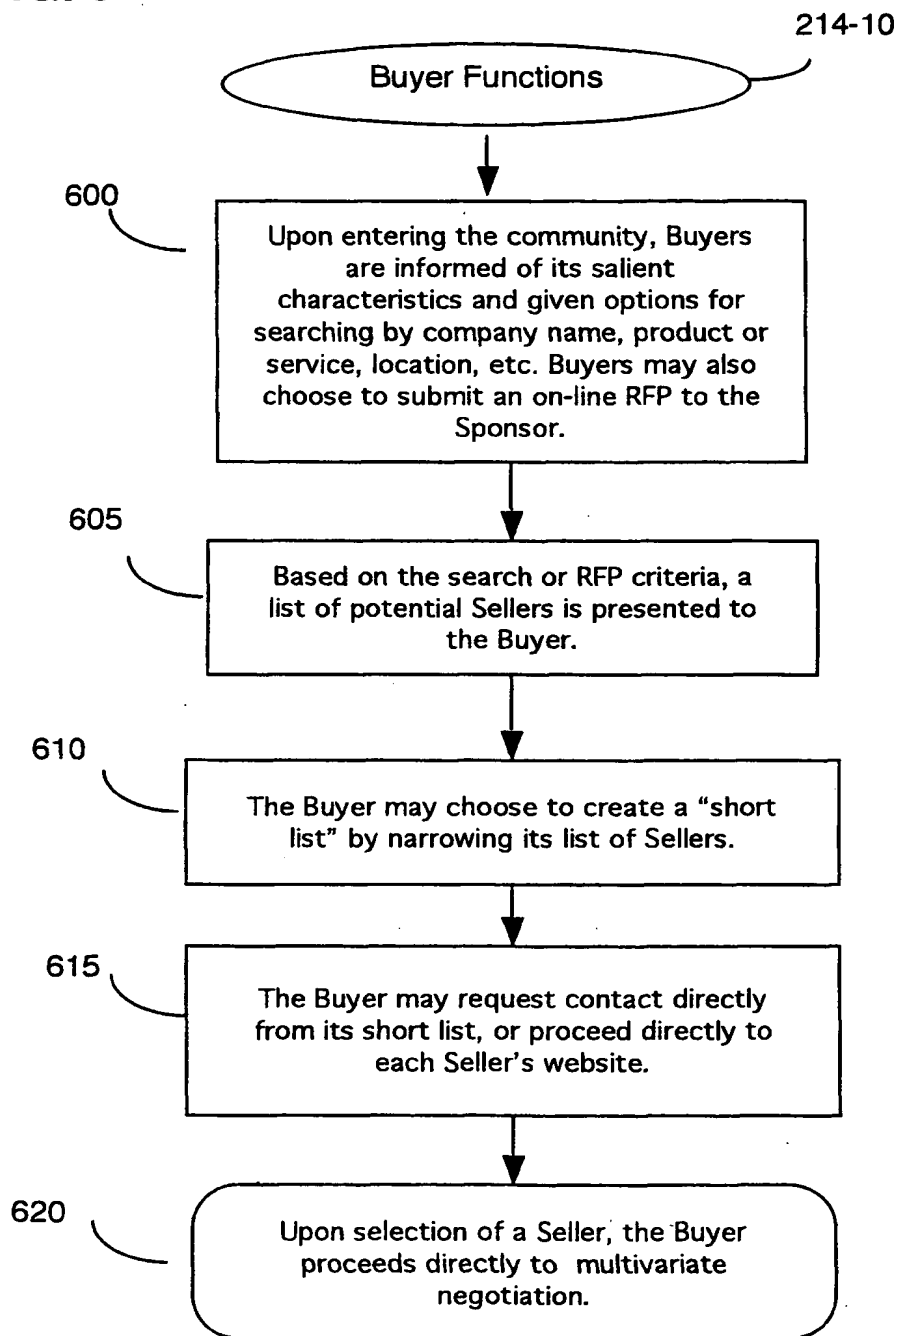 214-10
Buyer Functions
600
Upon entering the community, Buyers
are informed of its salient
characteristics and given options for
searching by company name, product or
service, location, etc. Buyers may also
choose to submit an on-line RFP to the
Sponsor.
605
Based on the search or RFP criteria, a
list of potential Sellers is presented to
the Buyer.
610
The Buyer may choose to create a “short
list” by narrowing its list of Sellers.
615
The Buyer may request contact directly
from its short list, or proceed directly to
each Seller's website.
620
Upon selection of a Seller, the Buyer
proceeds directly to multivariate
negotiation.